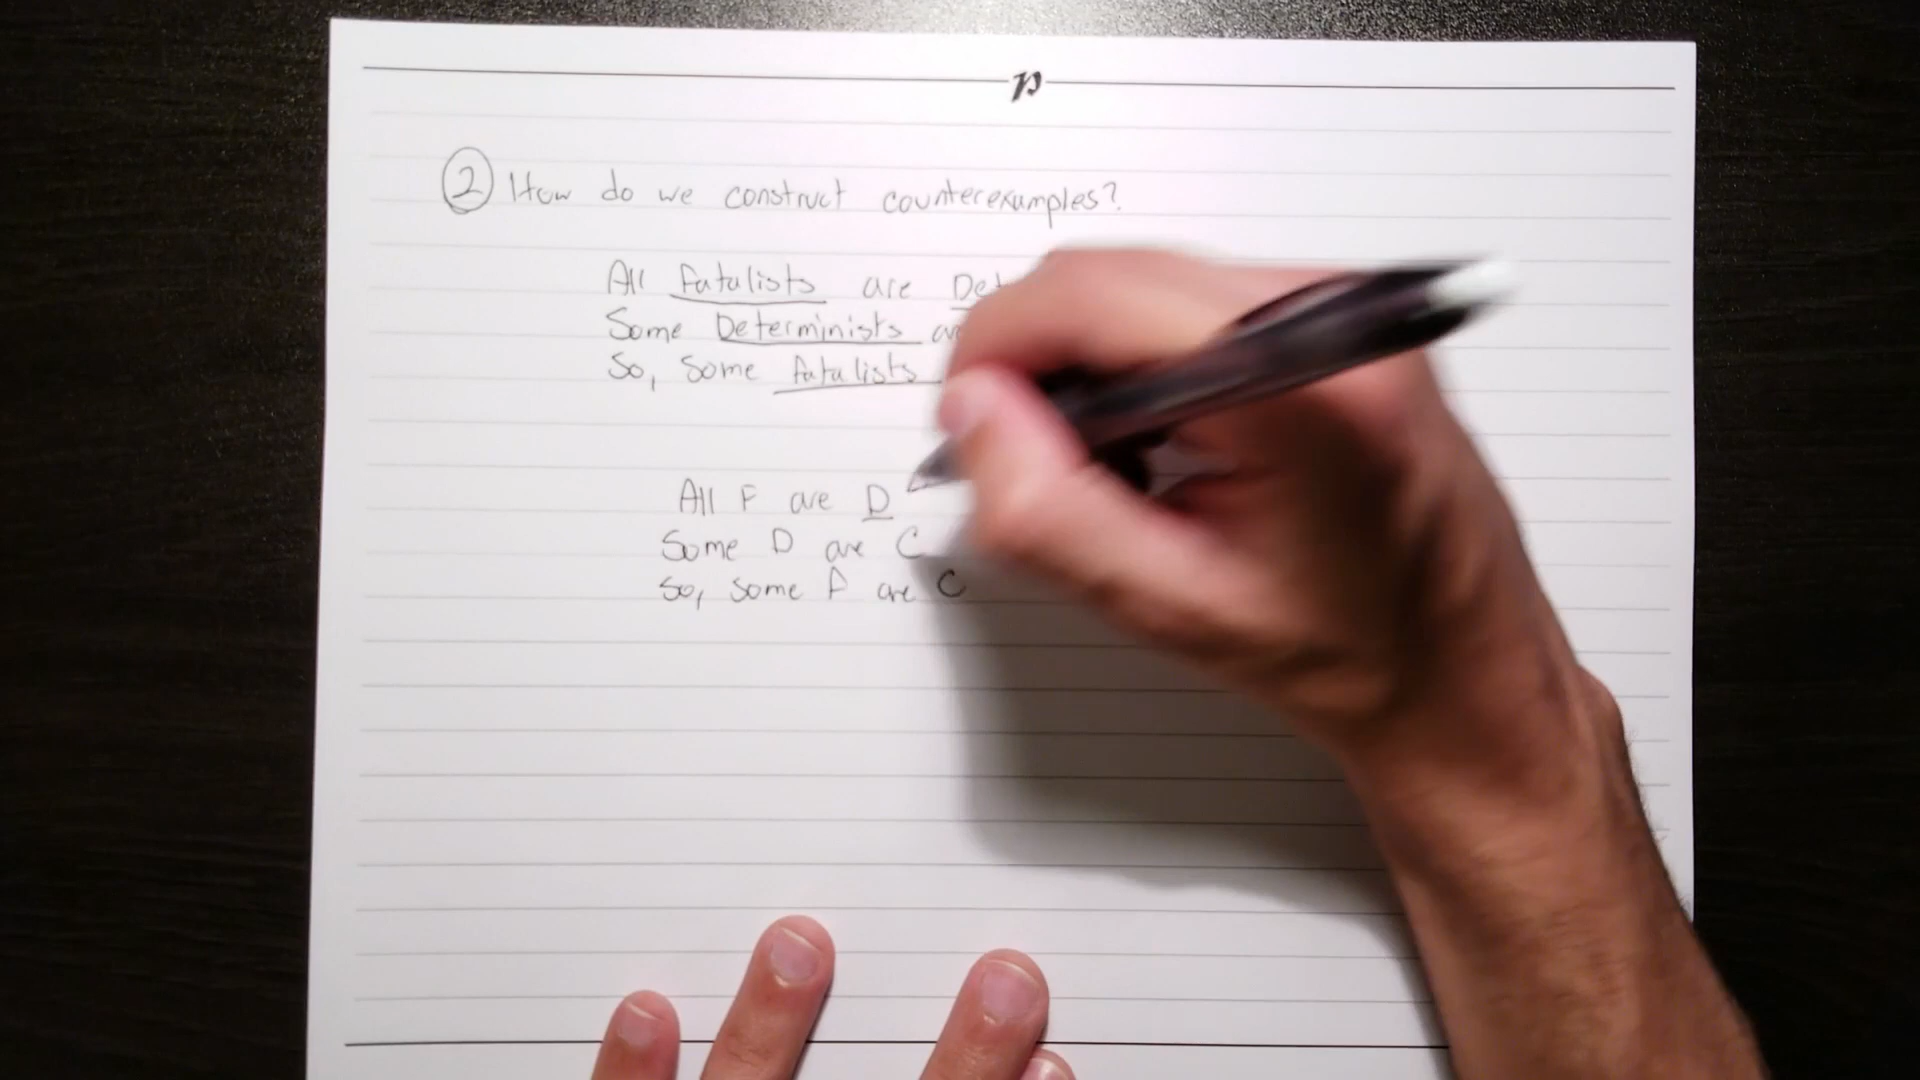 ② How do we construct counterexamples?
All fatalists are Det
Some Determinists
So, Some fatalists
All F are D
Some D are C
So, some F are C